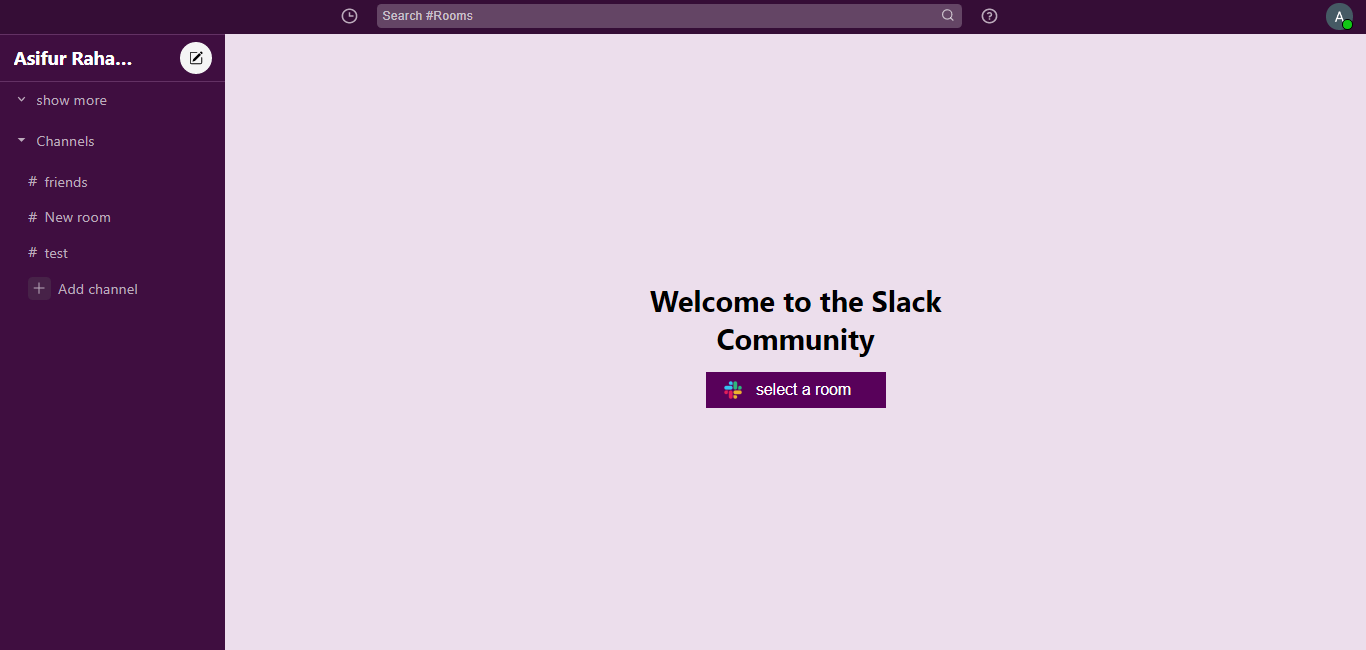 Search #Rooms
A
Asifur Raha...
show more
Channels
# friends
# New room
# test
+ Add channel
Welcome to the Slack
Community
select a room